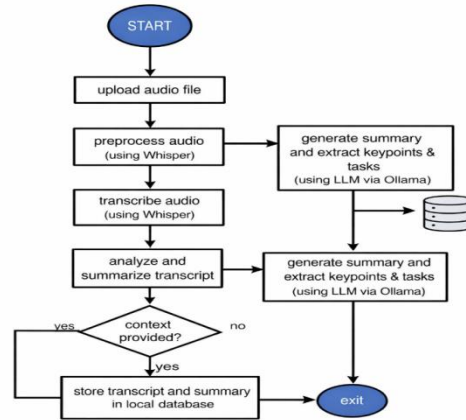 START
upload audio file
preprocess audio
(using Whisper)
generate summary
and extract keypoints &
tasks
(using LLM via Ollama)
transcribe audio
(using Whisper)
analyze and
summarize transcript
generate summary and
extract keypoints & tasks
(using LLM via Ollama)
yes
context
provided?
no
yes
store transcript and summary
in local database
exit